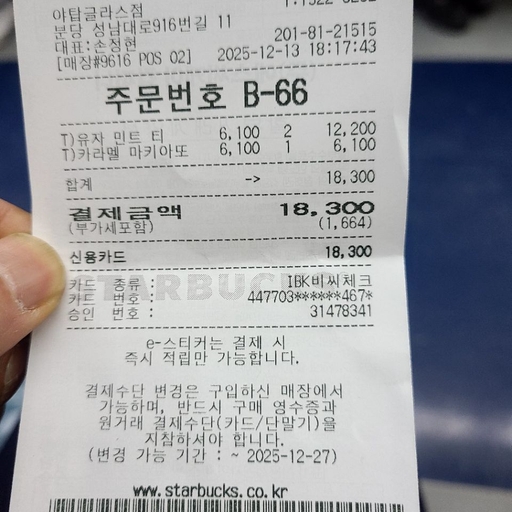 야탑글라스점
분당 성남대로916번길 11
201-81-21515
대표:손정현
[매장#9616 POS 02] 2025-12-13 18:17:43
주문번호 B-66
T)유자 민트 티 6,100 2 12,200
T)카라멜 마키아또 6,100 1 6,100
합계 -> 18,300
결제금액 18,300
(부가세포함) (1,664)
신용카드 18,300
STARBUCKS
카드 종류 : IBK비씨체크
카드 번호 : 447703******467*
승인 번호 : 31478341
e-스티커는 결제 시
즉시 적립만 가능합니다.
결제수단 변경은 구입하신 매장에서
가능하며, 반드시 구매 영수증과
원거래 결제수단(카드/단말기)을
지참하셔야 합니다.
(변경 가능 기간 : ~ 2025-12-27)
www.starbucks.co.kr